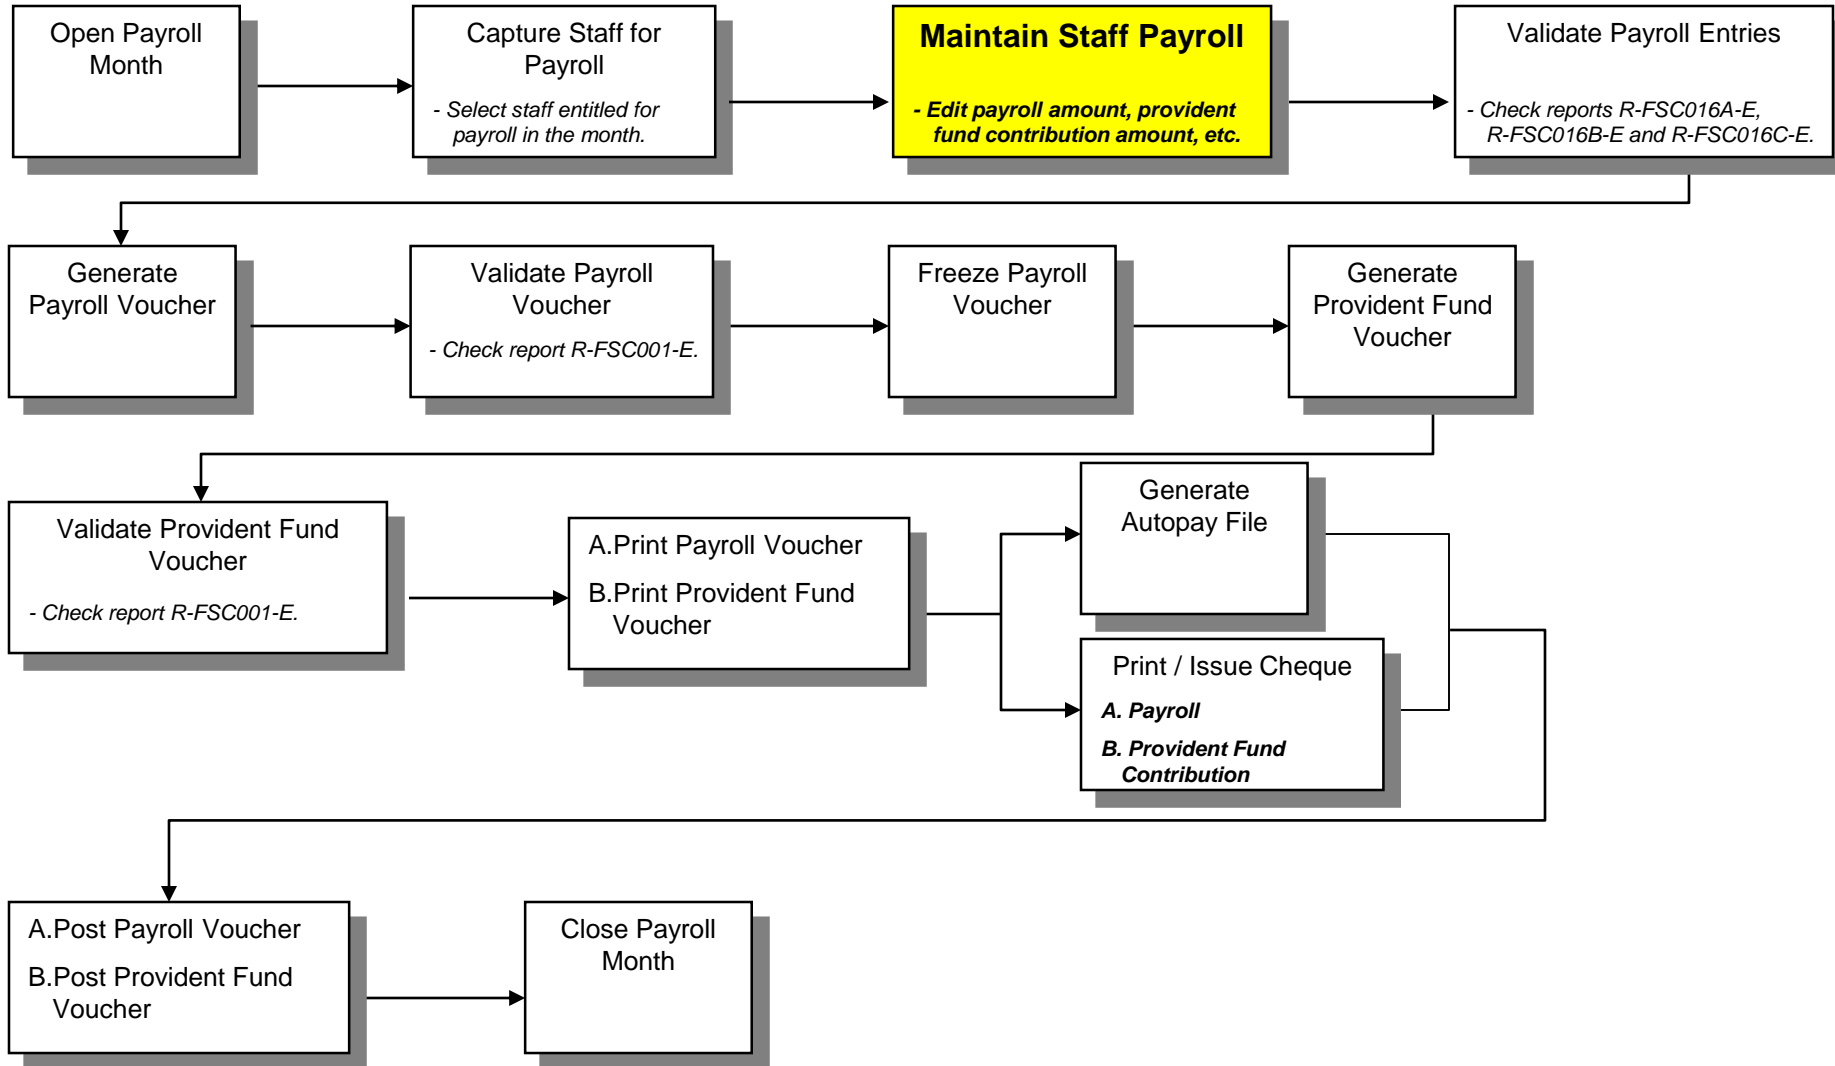 Open Payroll
Month
Capture Staff for
Payroll
- Select staff entitled for
payroll in the month.
Maintain Staff Payroll
- Edit payroll amount, provident
fund contribution amount, etc.
Validate Payroll Entries
- Check reports R-FSC016A-E,
R-FSC016B-E and R-FSC016C-E.
Generate
Payroll Voucher
Validate Payroll
Voucher
- Check report R-FSC001-E.
Freeze Payroll
Voucher
Generate
Provident Fund
Voucher
Validate Provident Fund
Voucher
- Check report R-FSC001-E.
A.Print Payroll Voucher
B.Print Provident Fund
Voucher
Generate
Autopay File
Print / Issue Cheque
A. Payroll
B. Provident Fund
Contribution
A.Post Payroll Voucher
B.Post Provident Fund
Voucher
Close Payroll
Month